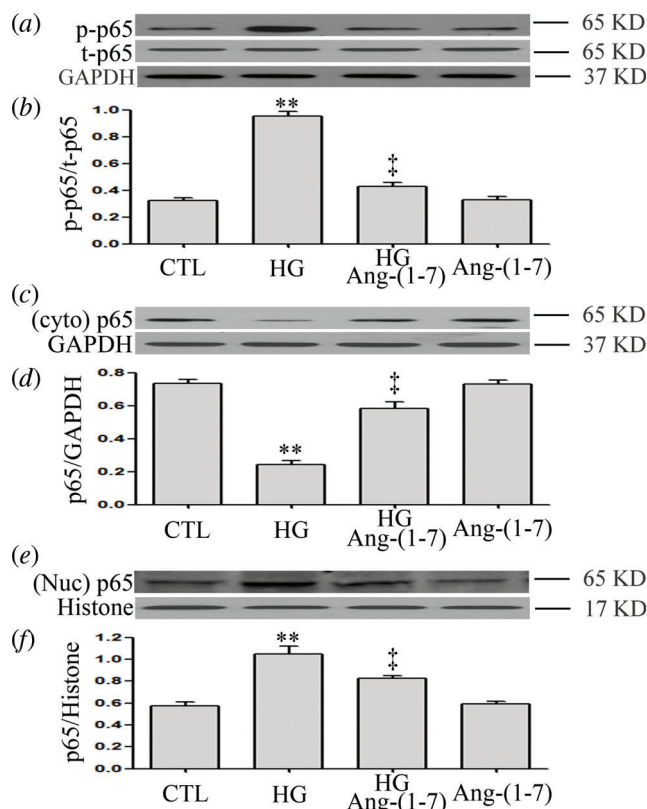 (a)
p-p65 65 KD
t-p65 65 KD
GAPDH 37 KD
(b)
p-p65/t-p65
1.0
0.8
0.6
0.4
0.2
0.0
**
‡
CTL HG HG Ang-(1-7) Ang-(1-7)
(c)
(cyto) p65 65 KD
GAPDH 37 KD
(d)
p65/GAPDH
0.8
0.6
0.4
0.2
0.0
**
‡
CTL HG HG Ang-(1-7) Ang-(1-7)
(e)
(Nuc) p65 65 KD
Histone 17 KD
(f)
p65/Histone
1.2
1.0
0.8
0.6
0.4
0.2
0.0
**
‡
CTL HG HG Ang-(1-7) Ang-(1-7)